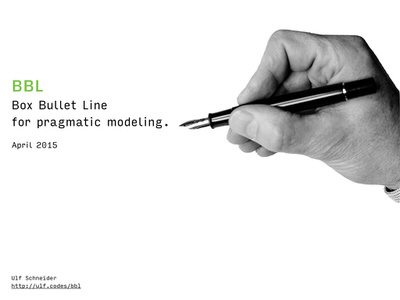 BBL
Box Bullet Line
for pragmatic modeling.
April 2015
Ulf Schneider
http://ulf.codes/bbl